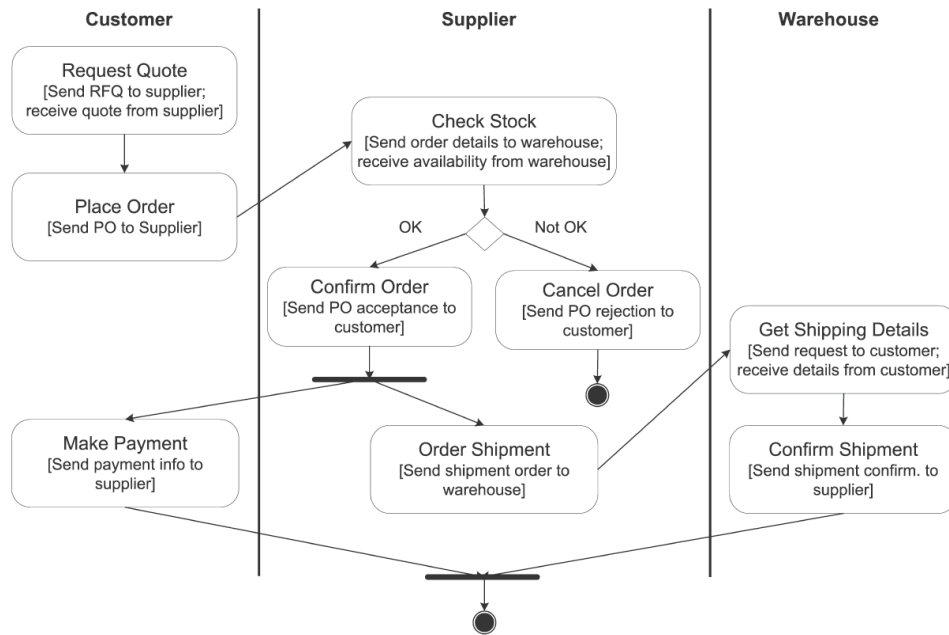 Customer
Supplier
Warehouse
Request Quote
[Send RFQ to supplier;
receive quote from supplier]
Check Stock
[Send order details to warehouse;
receive availability from warehouse]
Place Order
[Send PO to Supplier]
OK
Not OK
Confirm Order
[Send PO acceptance to
customer]
Cancel Order
[Send PO rejection to
customer]
Get Shipping Details
[Send request to customer;
receive details from customer]
Make Payment
[Send payment info to
supplier]
Order Shipment
[Send shipment order to
warehouse]
Confirm Shipment
[Send shipment confirm. to
supplier]